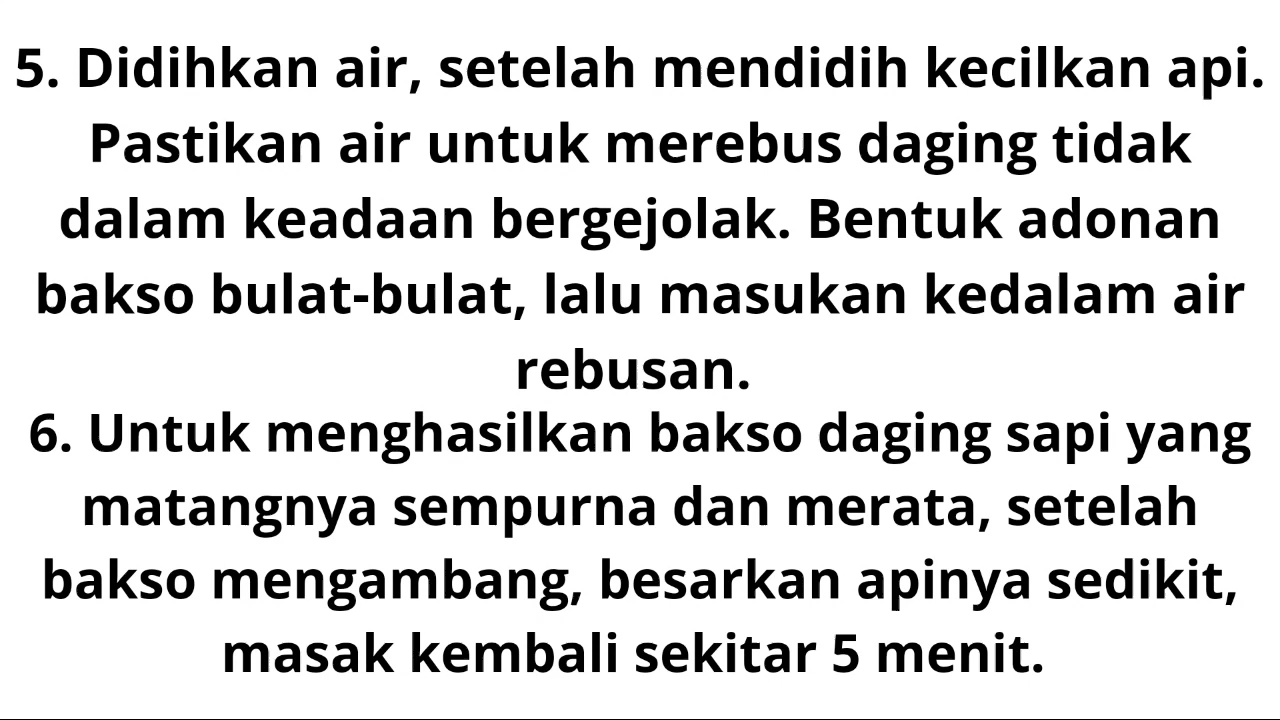 5. Didihkan air, setelah mendidih kecilkan api.
Pastikan air untuk merebus daging tidak
dalam keadaan bergejolak. Bentuk adonan
bakso bulat-bulat, lalu masukan kedalam air
rebusan.
6. Untuk menghasilkan bakso daging sapi yang
matangnya sempurna dan merata, setelah
bakso mengambang, besarkan apinya sedikit,
masak kembali sekitar 5 menit.